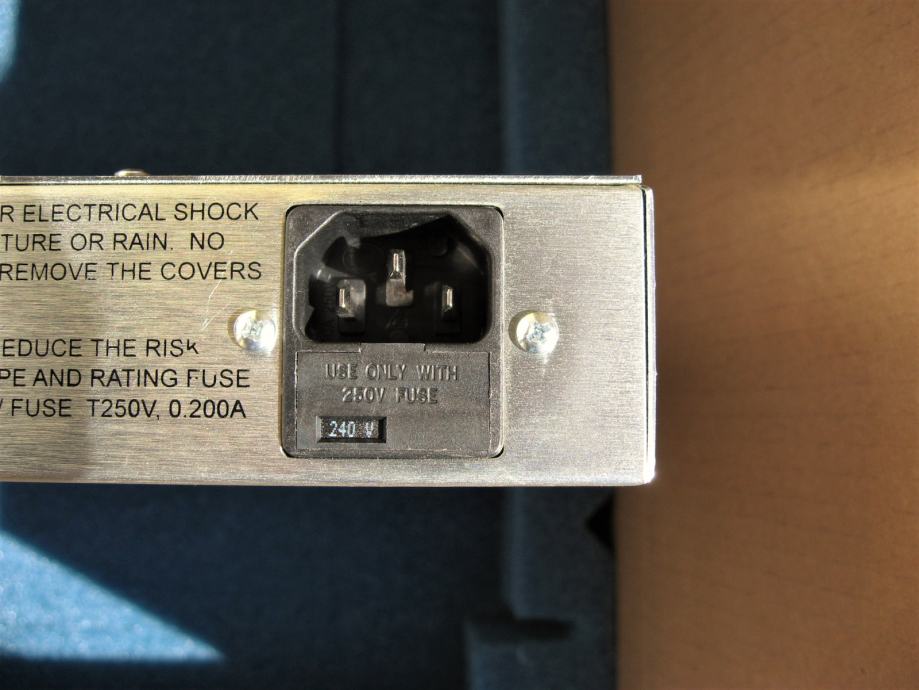 R ELECTRICAL SHOCK
TURE OR RAIN. NO
REMOVE THE COVERS
EDUCE THE RISK
PE AND RATING FUSE
/ FUSE T250V, 0.200A
USE ONLY WITH
250V FUSE
240 V